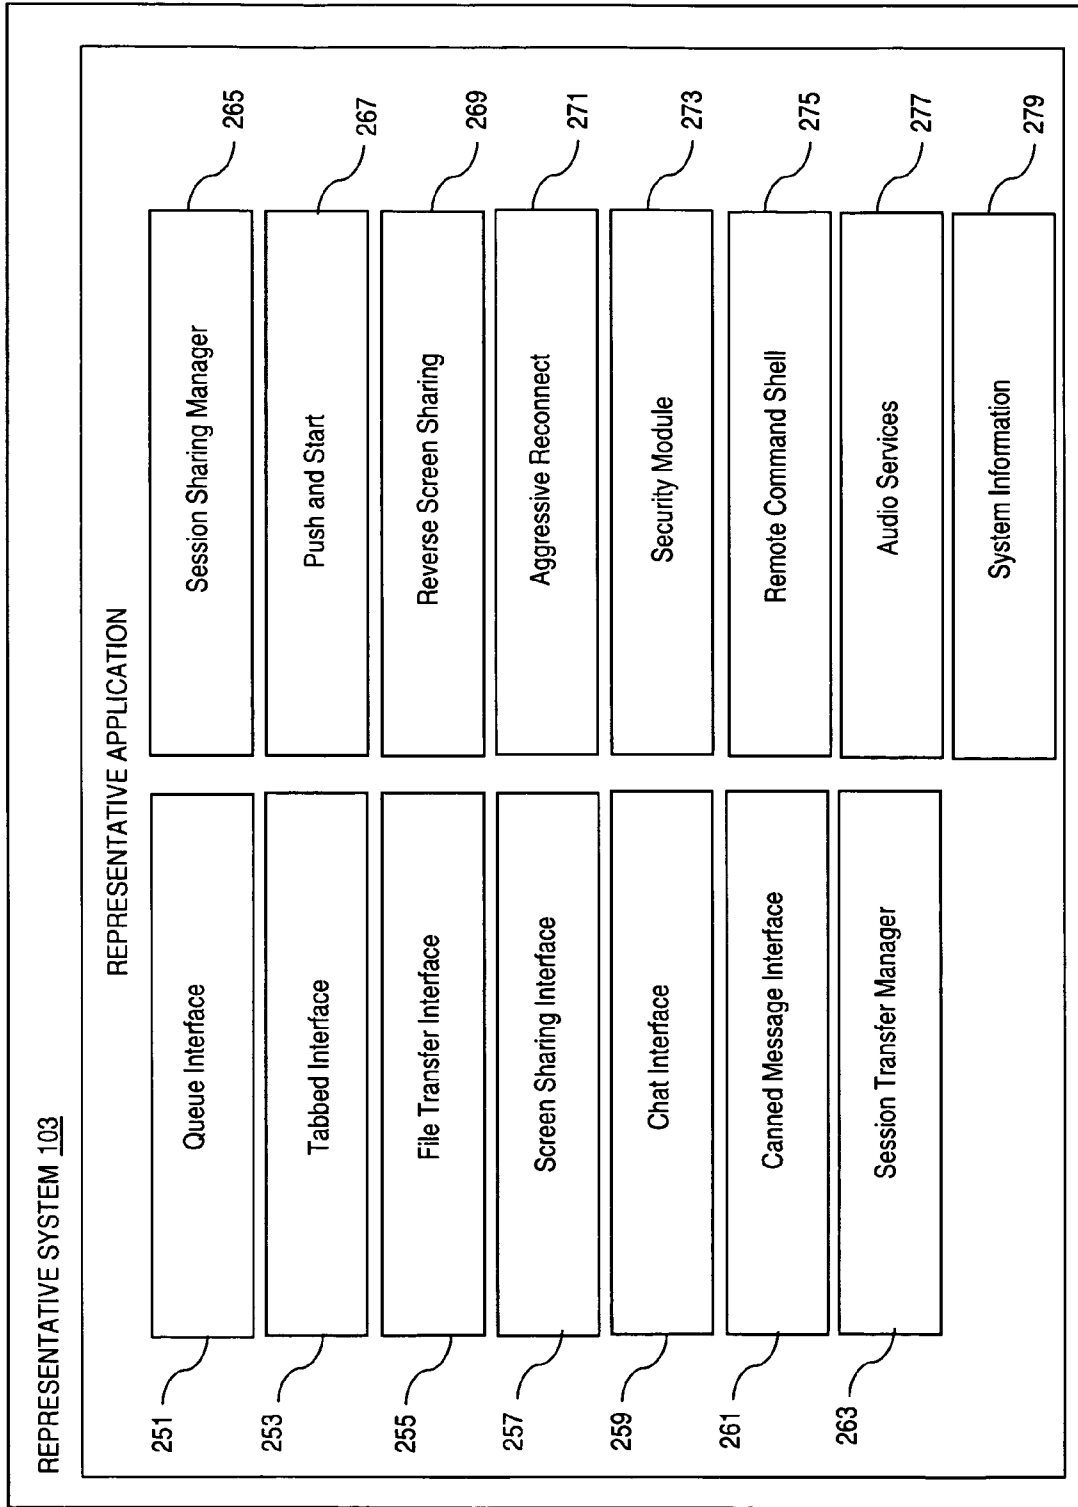 REPRESENTATIVE SYSTEM 103
REPRESENTATIVE APPLICATION
251
Queue Interface
253
Tabbed Interface
255
File Transfer Interface
257
Screen Sharing Interface
259
Chat Interface
261
Canned Message Interface
263
Session Transfer Manager
Session Sharing Manager
265
Push and Start
267
Reverse Screen Sharing
269
Aggressive Reconnect
271
Security Module
273
Remote Command Shell
275
Audio Services
277
System Information
279